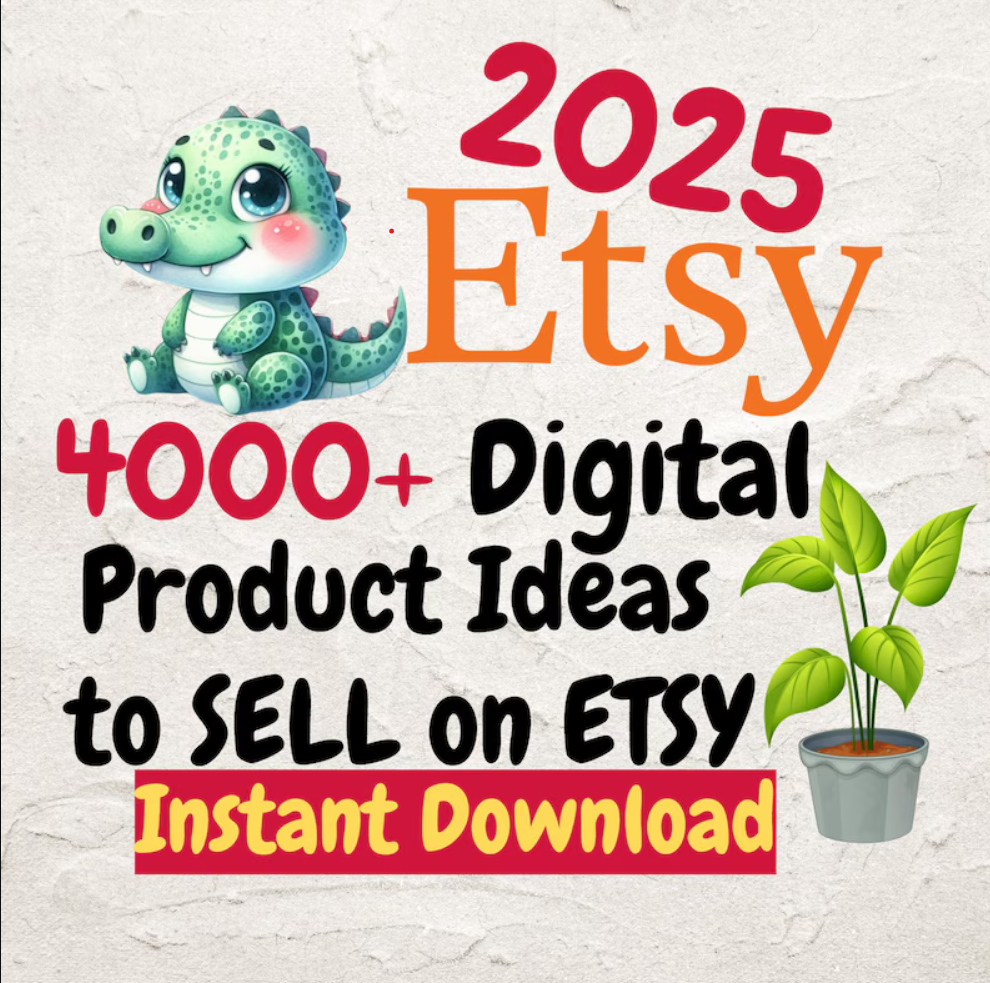 2025
Etsy
4000+ Digital
Product Ideas
to SELL on ETSY
Instant Download